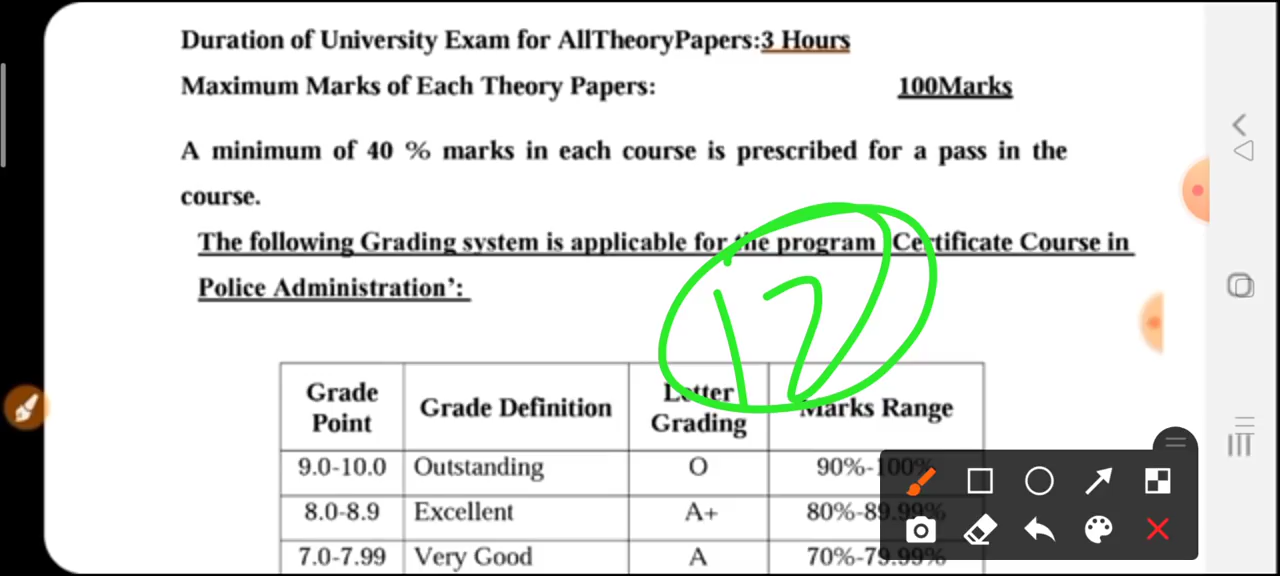 Duration of University Exam for AllTheoryPapers:3 Hours
Maximum Marks of Each Theory Papers: 100Marks
A minimum of 40 % marks in each course is prescribed for a pass in the
course.
The following Grading system is applicable for the program 'Certificate Course in
Police Administration':
12
Grade Point Grade Definition Letter Grading Marks Range
9.0-10.0 Outstanding O 90%-100%
8.0-8.9 Excellent A+ 80%-89.99%
7.0-7.99 Very Good A 70%-79.99%